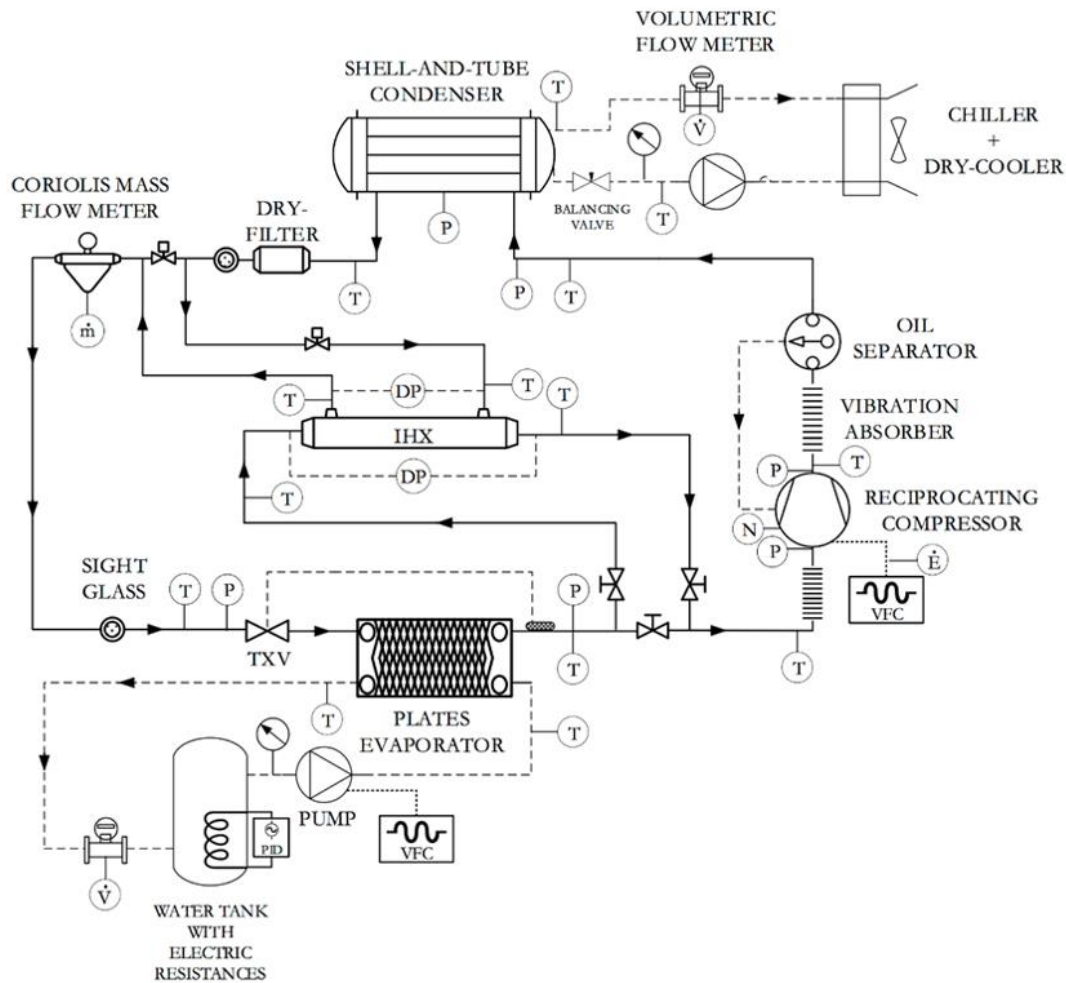 VOLUMETRIC
FLOW METER
SHELL-AND-TUBE
CONDENSER
T
V̇
CHILLER
+
DRY-COOLER
CORIOLIS MASS
FLOW METER
DRY-
FILTER
P
BALANCING
VALVE
T
T
P
T
ṁ
OIL
SEPARATOR
T
DP
T
T
IHX
VIBRATION
ABSORBER
DP
T
P
T
RECIPROCATING
COMPRESSOR
N
P
Ė
VFC
SIGHT
GLASS
T
P
P
TXV
T
T
T
PLATES
EVAPORATOR
T
PUMP
PID
VFC
V̇
WATER TANK
WITH
ELECTRIC
RESISTANCES